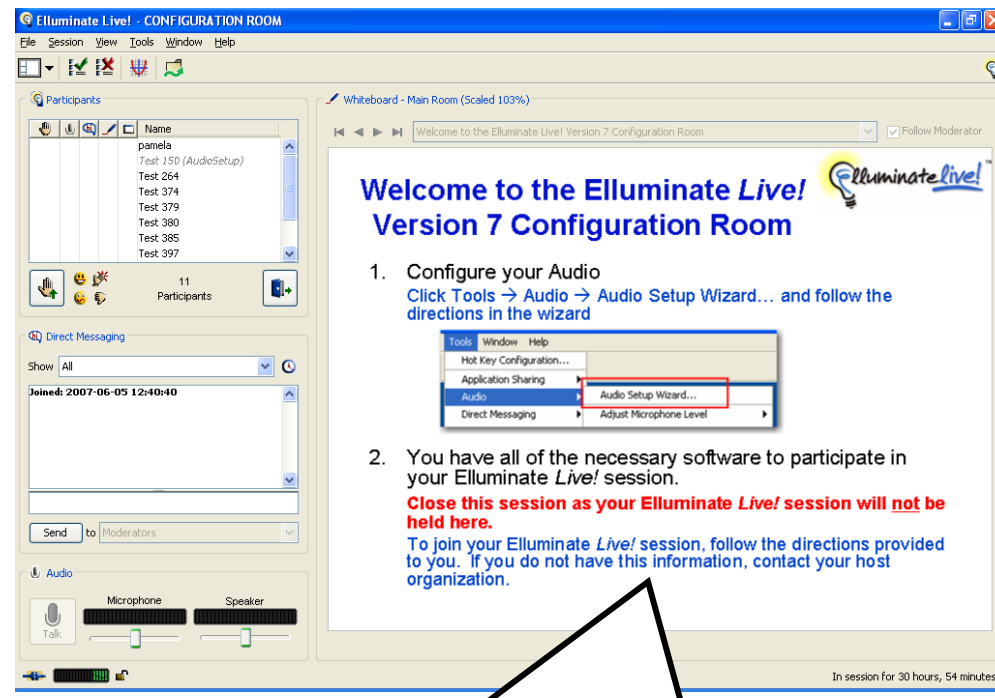 Elluminate Live! - CONFIGURATION ROOM
File Session View Tools Window Help
Participants
Name
pamela
Test 150 (AudioSetup)
Test 264
Test 374
Test 379
Test 380
Test 385
Test 397
11
Participants
Direct Messaging
Show All
Joined: 2007-06-05 12:40:40
Send to Moderators
Audio
Microphone Speaker
Talk
Whiteboard - Main Room (Scaled 103%)
Welcome to the Elluminate Live! Version 7 Configuration Room
Follow Moderator
Elluminate live!™
Welcome to the Elluminate Live!
Version 7 Configuration Room
1. Configure your Audio
Click Tools → Audio → Audio Setup Wizard... and follow the
directions in the wizard
Tools Window Help
Hot Key Configuration...
Application Sharing
Audio Audio Setup Wizard...
Direct Messaging Adjust Microphone Level
2. You have all of the necessary software to participate in
your Elluminate Live! session.
Close this session as your Elluminate Live! session will not be
held here.
To join your Elluminate Live! session, follow the directions provided
to you. If you do not have this information, contact your host
organization.
In session for 30 hours, 54 minutes